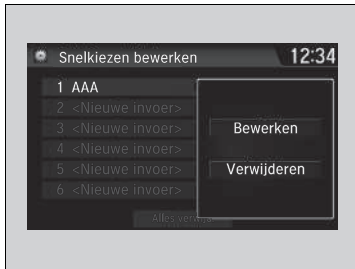 Snelkiezen bewerken 12:34
1 AAA
2 <Nieuwe invoer>
3 <Nieuwe invoer>
4 <Nieuwe invoer>
5 <Nieuwe invoer>
6 <Nieuwe invoer>
Bewerken
Verwijderen
Alles